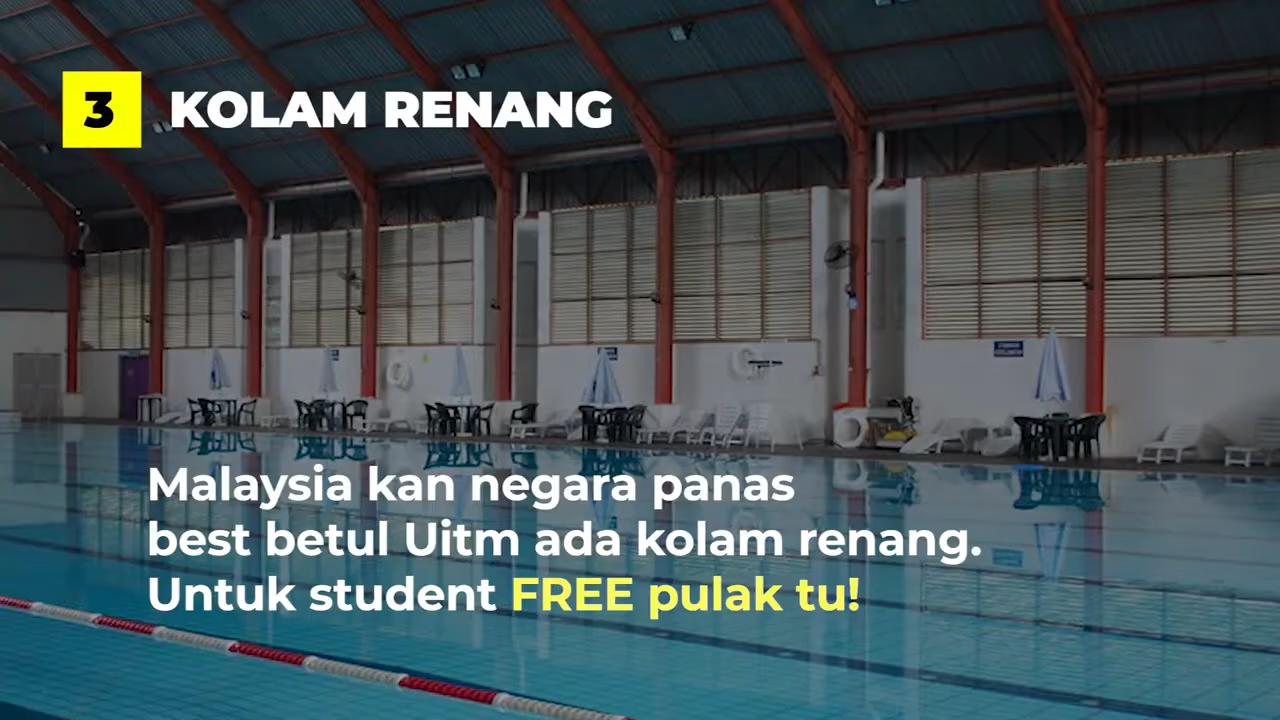 3 KOLAM RENANG
Malaysia kan negara panas
best betul Uitm ada kolam renang.
Untuk student FREE pulak tu!